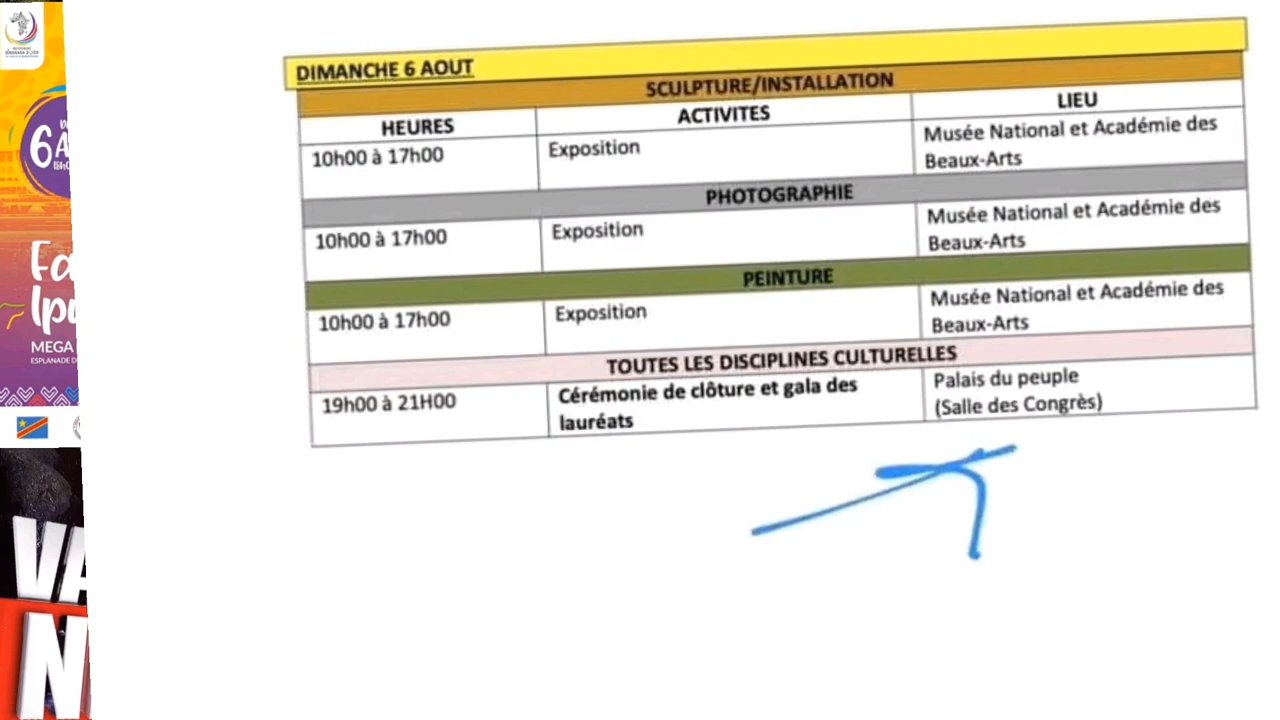 DIMANCHE 6 AOUT
SCULPTURE/INSTALLATION
HEURES ACTIVITES LIEU
10h00 à 17h00 Exposition Musée National et Académie des
Beaux-Arts
PHOTOGRAPHIE
10h00 à 17h00 Exposition Musée National et Académie des
Beaux-Arts
PEINTURE
10h00 à 17h00 Exposition Musée National et Académie des
Beaux-Arts
TOUTES LES DISCIPLINES CULTURELLES
19h00 à 21H00 Cérémonie de clôture et gala des Palais du peuple
lauréats (Salle des Congrès)
6
MEGA
ESPLANADE